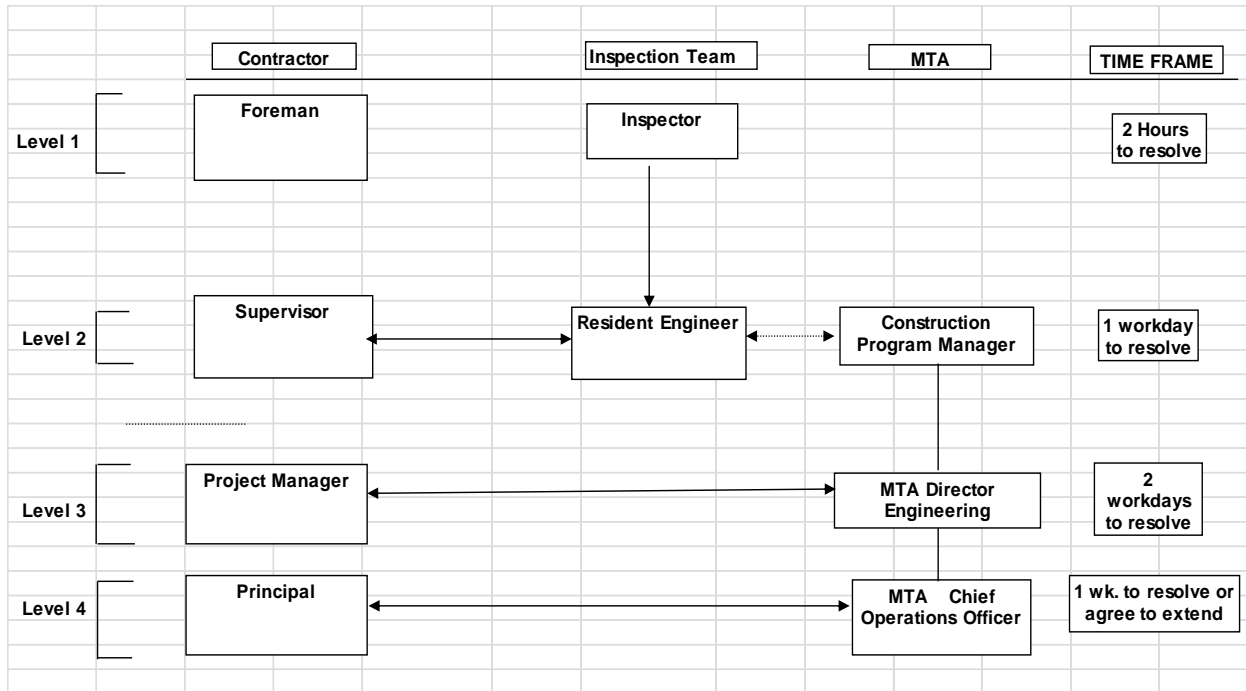 Contractor
Inspection Team
MTA
TIME FRAME
Level 1
Foreman
Inspector
2 Hours
to resolve
Level 2
Supervisor
Resident Engineer
Construction
Program Manager
1 workday
to resolve
Level 3
Project Manager
MTA Director
Engineering
2
workdays
to resolve
Level 4
Principal
MTA Chief
Operations Officer
1 wk. to resolve or
agree to extend